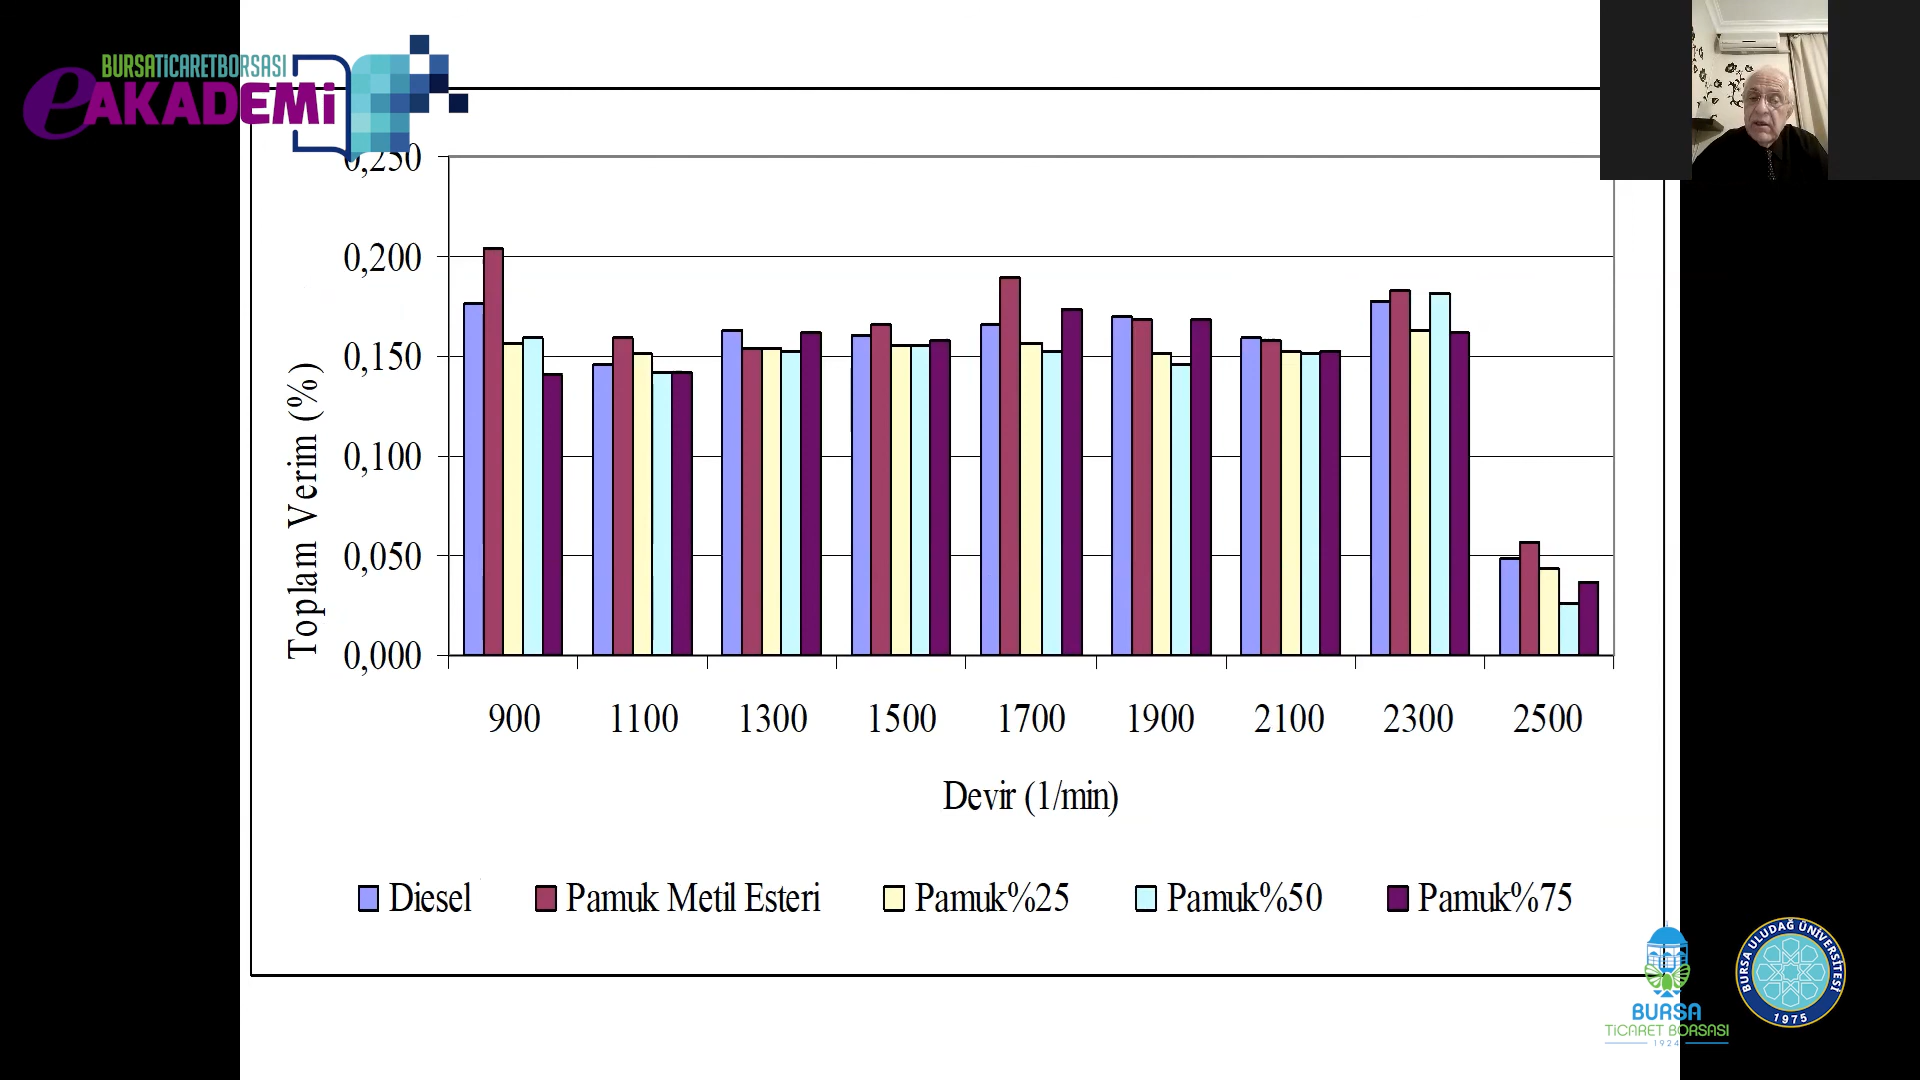 BURSATİCARETBORSASI
eAKADEMİ
0,250
0,200
0,150
0,100
0,050
0,000
Toplam Verim (%)
900 1100 1300 1500 1700 1900 2100 2300 2500
Devir (1/min)
Diesel Pamuk Metil Esteri Pamuk%25 Pamuk%50 Pamuk%75
BURSA
TİCARET BORSASI
1924
BURSA ULUDAĞ ÜNİVERSİTESİ
1975